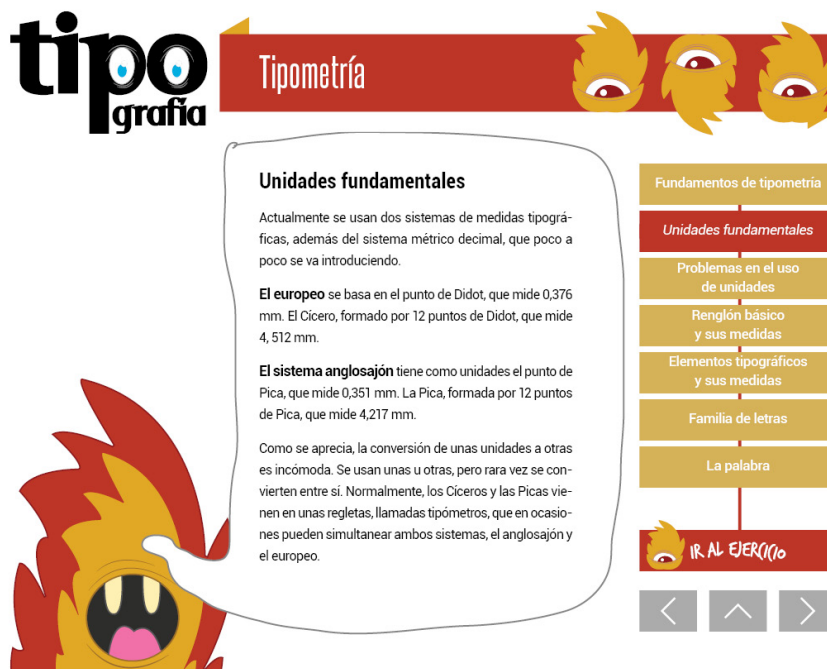 tipo
grafía
Tipometría
Unidades fundamentales
Actualmente se usan dos sistemas de medidas tipográ-
ficas, además del sistema métrico decimal, que poco a
poco se va introduciendo.
El europeo se basa en el punto de Didot, que mide 0,376
mm. El Cícero, formado por 12 puntos de Didot, que mide
4, 512 mm.
El sistema anglosajón tiene como unidades el punto de
Pica, que mide 0,351 mm. La Pica, formada por 12 puntos
de Pica, que mide 4,217 mm.
Como se aprecia, la conversión de unas unidades a otras
es incómoda. Se usan unas u otras, pero rara vez se con-
vierten entre sí. Normalmente, los Cíceros y las Picas vie-
nen en unas regletas, llamadas tipómetros, que en ocasio-
nes pueden simultanear ambos sistemas, el anglosajón y
el europeo.
Fundamentos de tipometría
Unidades fundamentales
Problemas en el uso
de unidades
Renglón básico
y sus medidas
Elementos tipográficos
y sus medidas
Familia de letras
La palabra
IR AL EJERCICIO